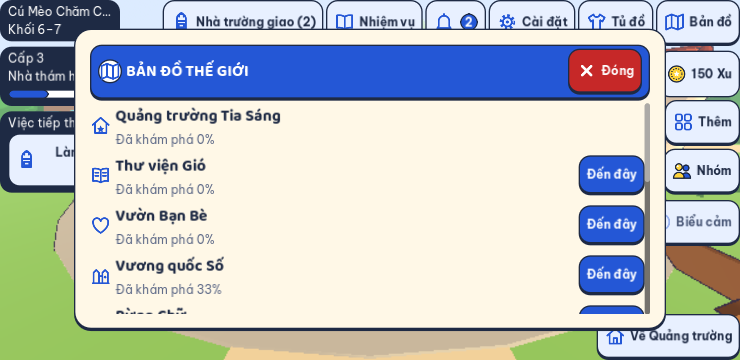 Cú Mèo Chăm C...
Khối 6-7
Nhà trường giao (2)
Nhiệm vụ
2
Cài đặt
Tủ đồ
Bản đồ
Cấp 3
Nhà thám h
BẢN ĐỒ THẾ GIỚI
Đóng
150 Xu
Việc tiếp th
Làn
Quảng trường Tia Sáng
Đã khám phá 0%
Thêm
Thư viện Gió
Đã khám phá 0%
Đến đây
Nhóm
Vườn Bạn Bè
Đã khám phá 0%
Đến đây
Biểu cảm
Vương quốc Số
Đã khám phá 33%
Đến đây
Về Quảng trường